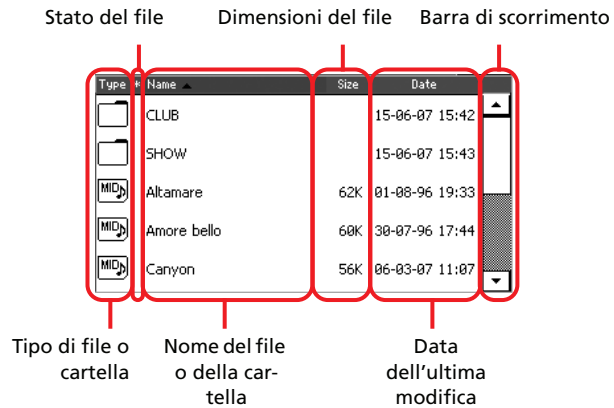 Stato del file Dimensioni del file Barra di scorrimento
Type * Name Size Date
CLUB 15-06-07 15:42
SHOW 15-06-07 15:43
MID Altamare 62K 01-08-96 19:33
MID Amore bello 60K 30-07-96 17:44
MID Canyon 56K 06-03-07 11:07
Tipo di file o
cartella
Nome del file
o della car-
tella
Data
dell'ultima
modifica